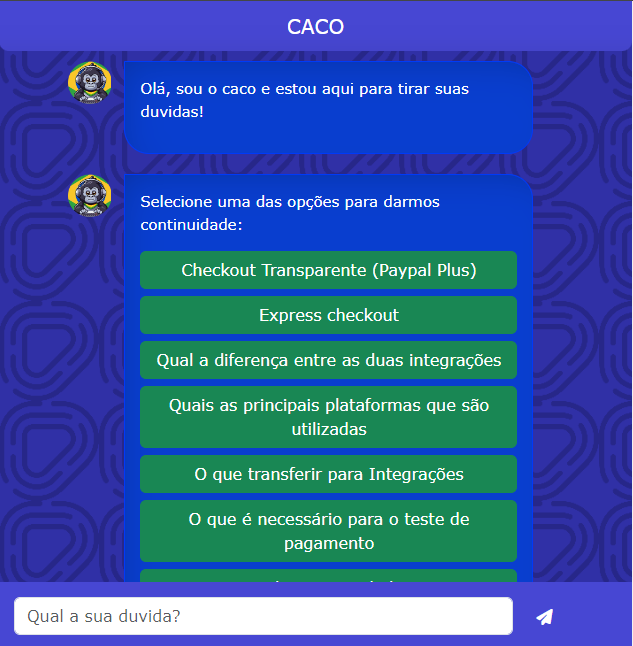 CACO
Olá, sou o caco e estou aqui para tirar suas
duvidas!
Selecione uma das opções para darmos
continuidade:
Checkout Transparente (Paypal Plus)
Express checkout
Qual a diferença entre as duas integrações
Quais as principais plataformas que são
utilizadas
O que transferir para Integrações
O que é necessário para o teste de
pagamento
Qual a sua duvida?